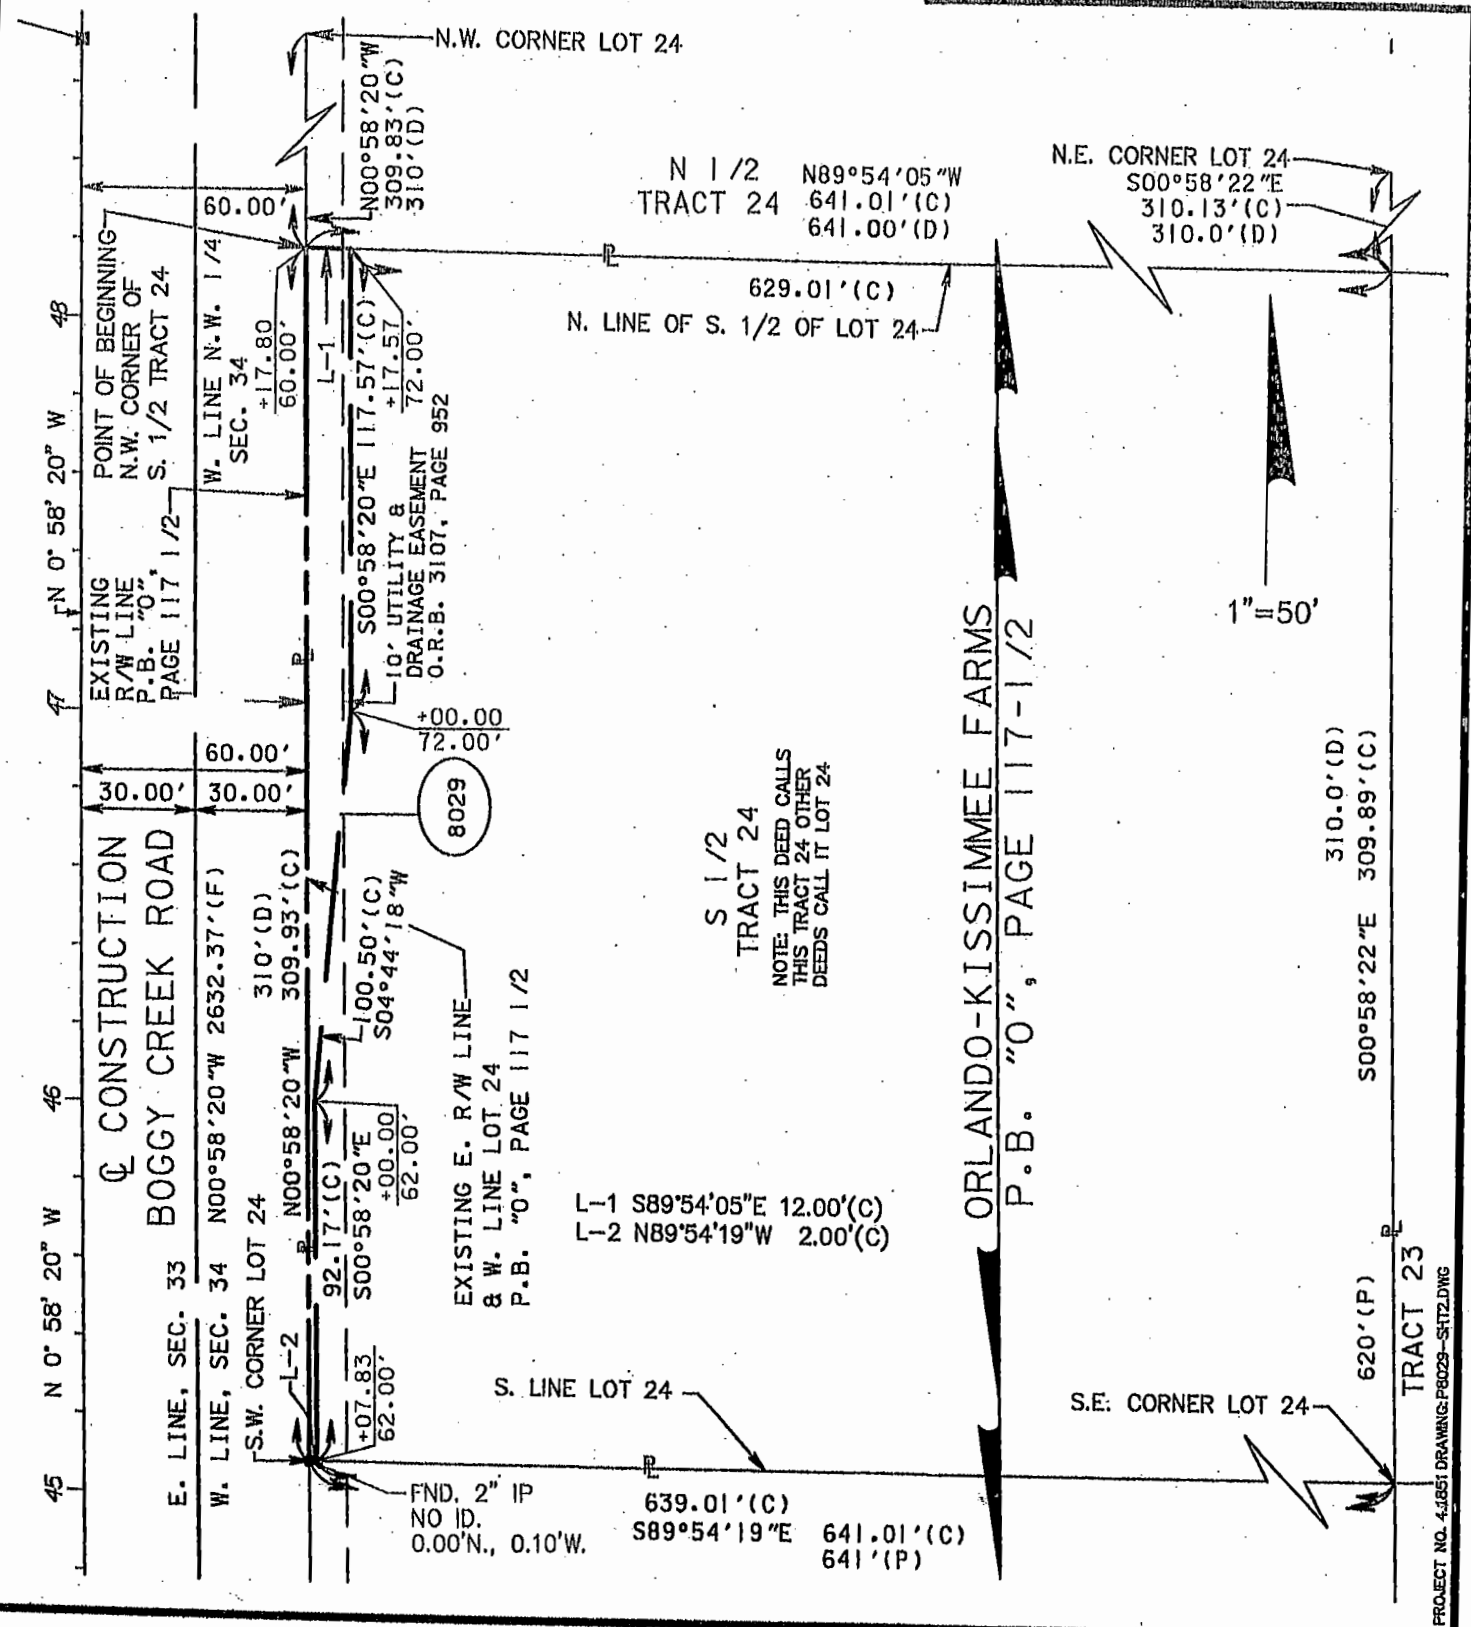 N.W. CORNER LOT 24
N00°58'20"W
309.83'(C)
310'(D)
N 1/2
TRACT 24
N89°54'05"W
641.01'(C)
641.00'(D)
N.E. CORNER LOT 24
S00°58'22"E
310.13'(C)
310.0'(D)
60.00'
POINT OF BEGINNING
N.W. CORNER OF
S. 1/2 TRACT 24
W. LINE N.W. 1/4
SEC. 34
+17.80
60.00'
L-1
S00°58'20"E 117.57'(C)
+17.57
72.00'
629.01'(C)
N. LINE OF S. 1/2 OF LOT 24
48
N 0° 58' 20" W
EXISTING
R/W LINE
P.B. "O",
PAGE 117 1/2
10' UTILITY &
DRAINAGE EASEMENT
O.R.B. 3107, PAGE 952
1"=50'
47
+00.00
72.00'
60.00'
30.00'
30.00'
8029
S 1/2
TRACT 24
NOTE: THIS DEED CALLS
THIS TRACT 24 OTHER
DEEDS CALL IT LOT 24
ORLANDO-KISSIMMEE FARMS
P.B. "O", PAGE 117-1/2
310.0'(D)
S00°58'22"E 309.89'(C)
℄ CONSTRUCTION
BOGGY CREEK ROAD
N00°58'20"W 2632.37'(F)
310'(D)
N00°58'20"W 309.93'(C)
100.50'(C)
S04°44'18"W
46
+00.00
62.00'
EXISTING E. R/W LINE
& W. LINE LOT 24
P.B. "O", PAGE 117 1/2
92.17'(C)
S00°58'20"E
L-1 S89°54'05"E 12.00'(C)
L-2 N89°54'19"W 2.00'(C)
N 0° 58' 20" W
E. LINE, SEC. 33
W. LINE, SEC. 34
S.W. CORNER LOT 24
L-2
+07.83
62.00'
45
S. LINE LOT 24
S.E. CORNER LOT 24
620'(P)
TRACT 23
FND. 2" IP
NO ID.
0.00'N., 0.10'W.
639.01'(C)
S89°54'19"E 641.01'(C)
641'(P)
PROJECT NO. 4.1851 DRAWING:P8029-SHT2.DWG